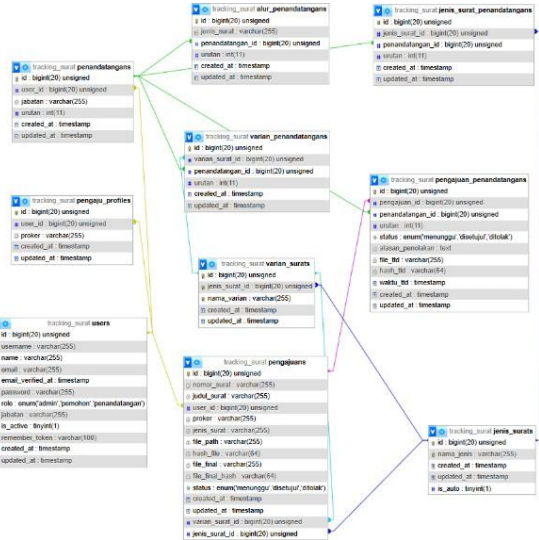 tracking_surat alur_penandatangans
id : bigint(20) unsigned
jenis_surat : varchar(255)
penandatangan_id : bigint(20) unsigned
urutan : int(11)
created_at : timestamp
updated_at : timestamp
tracking_surat jenis_surat_penandatangans
id : bigint(20) unsigned
jenis_surat_id : bigint(20) unsigned
penandatangan_id : bigint(20) unsigned
urutan : int(11)
created_at : timestamp
updated_at : timestamp
tracking_surat penandatangans
id : bigint(20) unsigned
user_id : bigint(20) unsigned
jabatan : varchar(255)
urutan : int(11)
created_at : timestamp
updated_at : timestamp
tracking_surat varian_penandatangans
id : bigint(20) unsigned
varian_surat_id : bigint(20) unsigned
penandatangan_id : bigint(20) unsigned
urutan : int(11)
created_at : timestamp
updated_at : timestamp
tracking_surat pengajuan_penandatangans
id : bigint(20) unsigned
pengajuan_id : bigint(20) unsigned
penandatangan_id : bigint(20) unsigned
urutan : int(11)
status : enum('menunggu','disetujui','ditolak')
alasan_penolakan : text
file_ttd : varchar(255)
hash_ttd : varchar(64)
waktu_ttd : timestamp
created_at : timestamp
updated_at : timestamp
tracking_surat pengaju_profiles
id : bigint(20) unsigned
user_id : bigint(20) unsigned
proker : varchar(255)
created_at : timestamp
updated_at : timestamp
tracking_surat varian_surats
id : bigint(20) unsigned
jenis_surat_id : bigint(20) unsigned
nama_varian : varchar(255)
created_at : timestamp
updated_at : timestamp
tracking_surat users
id : bigint(20) unsigned
username : varchar(255)
name : varchar(255)
email : varchar(255)
email_verified_at : timestamp
password : varchar(255)
role : enum('admin','pemohon','penandatangan')
jabatan : varchar(255)
is_active : tinyint(1)
remember_token : varchar(100)
created_at : timestamp
updated_at : timestamp
tracking_surat pengajuans
id : bigint(20) unsigned
nomor_surat : varchar(255)
judul_surat : varchar(255)
user_id : bigint(20) unsigned
proker : varchar(255)
jenis_surat : varchar(255)
file_path : varchar(255)
hash_file : varchar(64)
file_final : varchar(255)
file_final_hash : varchar(64)
status : enum('menunggu','disetujui','ditolak')
created_at : timestamp
updated_at : timestamp
varian_surat_id : bigint(20) unsigned
jenis_surat_id : bigint(20) unsigned
tracking_surat jenis_surats
id : bigint(20) unsigned
nama_jenis : varchar(255)
created_at : timestamp
updated_at : timestamp
is_auto : tinyint(1)